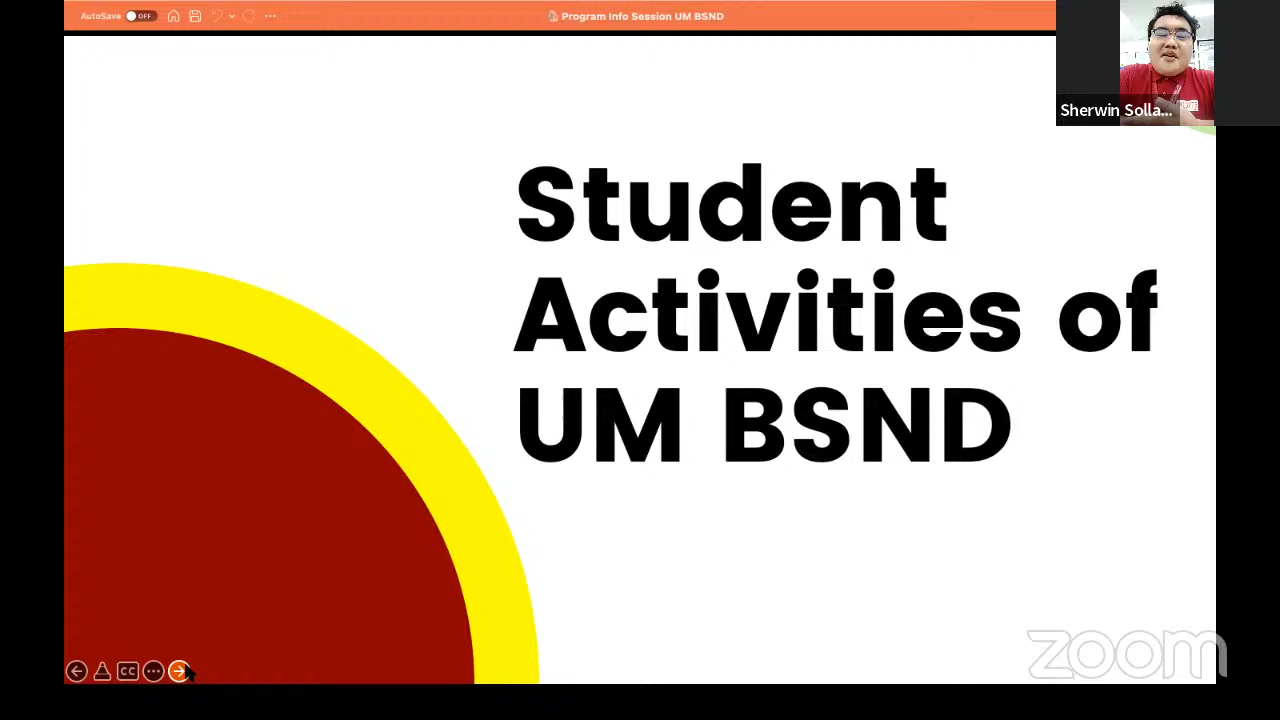 AutoSave OFF
Program Info Session UM BSND
Sherwin Solla...
Student
Activities of
UM BSND
CC
zoom